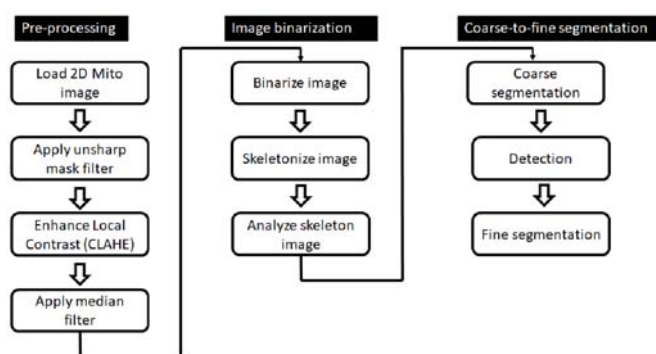 Pre-processing
Load 2D Mito
image
Apply unsharp
mask filter
Enhance Local
Contrast (CLAHE)
Apply median
filter
Image binarization
Binarize image
Skeletonize image
Analyze skeleton
image
Coarse-to-fine segmentation
Coarse
segmentation
Detection
Fine segmentation